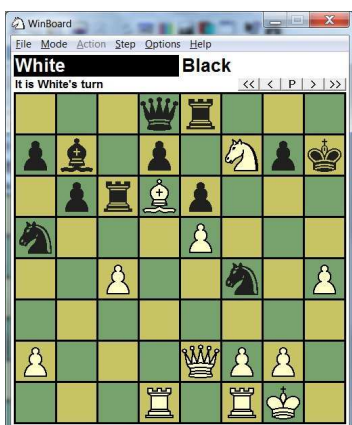 WinBoard
File Mode Action Step Options Help
White Black
It is White's turn << < P > >>